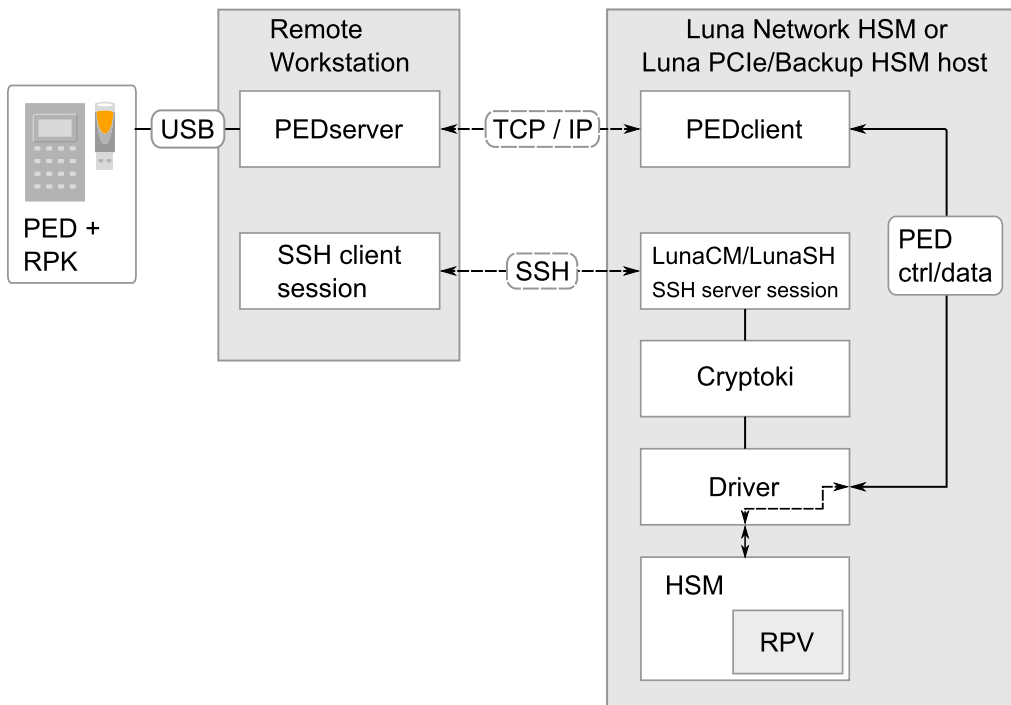 Remote
Workstation
Luna Network HSM or
Luna PCIe/Backup HSM host
USB
PEDserver
TCP / IP
PEDclient
PED +
RPK
PED
ctrl/data
SSH client
session
SSH
LunaCM/LunaSH
SSH server session
Cryptoki
Driver
HSM
RPV